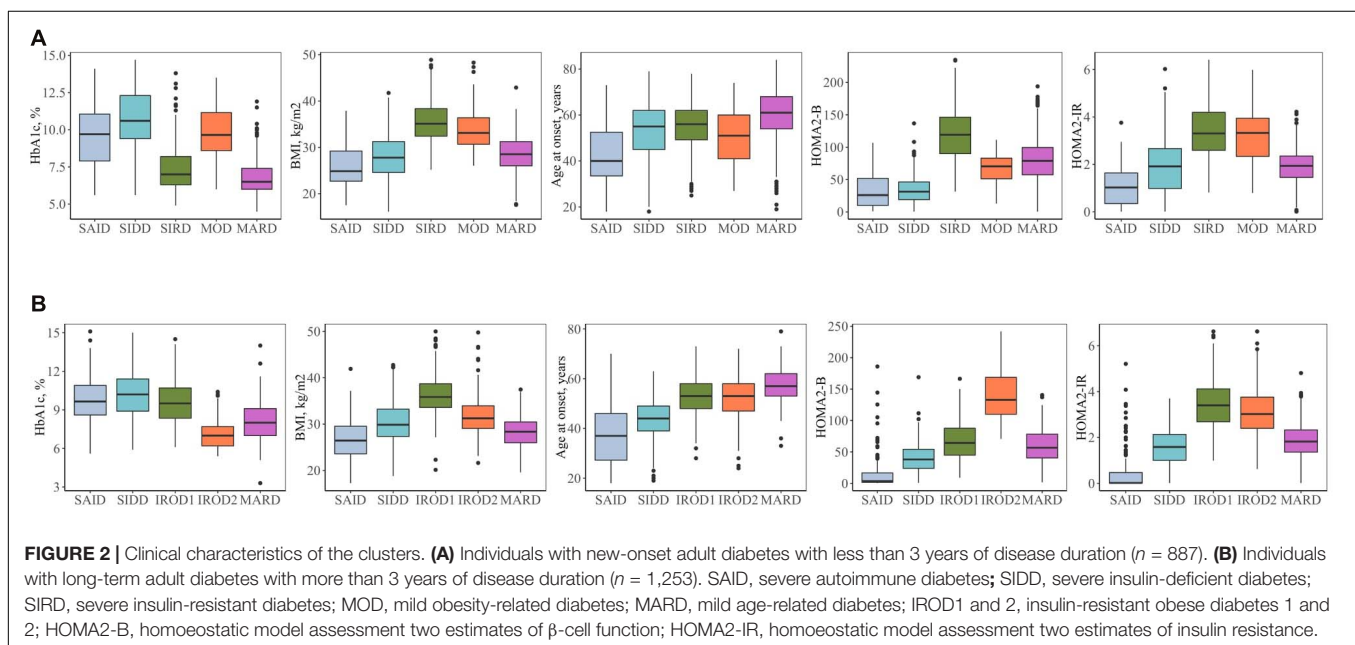 A
HbA1c, %
15.0
12.5
10.0
7.5
5.0
SAID SIDD SIRD MOD MARD
BMI, kg/m2
50
40
30
20
SAID SIDD SIRD MOD MARD
Age at onset, years
80
60
40
20
SAID SIDD SIRD MOD MARD
HOMA2-B
200
150
100
50
0
SAID SIDD SIRD MOD MARD
HOMA2-IR
6
4
2
0
SAID SIDD SIRD MOD MARD
B
HbA1c, %
15
12
9
6
3
SAID SIDD IROD1 IROD2 MARD
BMI, kg/m2
50
40
30
20
SAID SIDD IROD1 IROD2 MARD
Age at onset, years
80
60
40
20
SAID SIDD IROD1 IROD2 MARD
HOMA2-B
250
200
150
100
50
0
SAID SIDD IROD1 IROD2 MARD
HOMA2-IR
6
4
2
0
SAID SIDD IROD1 IROD2 MARD
FIGURE 2 | Clinical characteristics of the clusters. (A) Individuals with new-onset adult diabetes with less than 3 years of disease duration (n = 887). (B) Individuals
with long-term adult diabetes with more than 3 years of disease duration (n = 1,253). SAID, severe autoimmune diabetes; SIDD, severe insulin-deficient diabetes;
SIRD, severe insulin-resistant diabetes; MOD, mild obesity-related diabetes; MARD, mild age-related diabetes; IROD1 and 2, insulin-resistant obese diabetes 1 and
2; HOMA2-B, homoeostatic model assessment two estimates of β-cell function; HOMA2-IR, homoeostatic model assessment two estimates of insulin resistance.